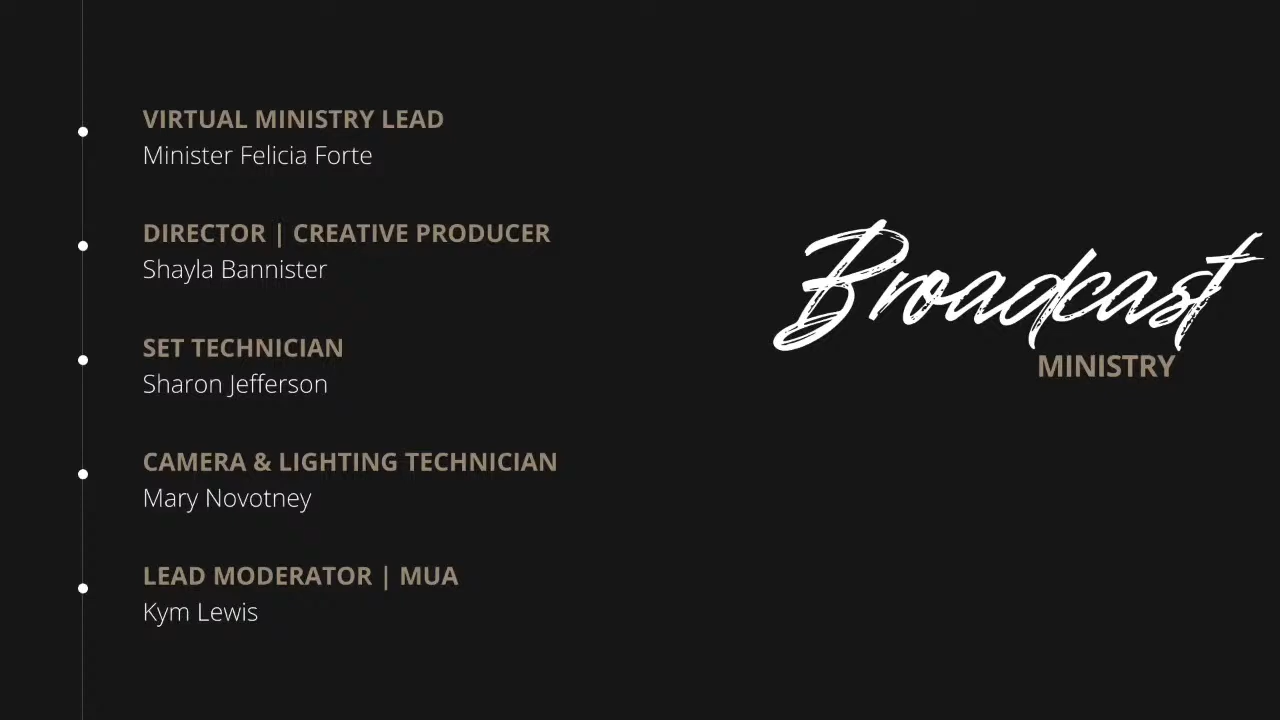 VIRTUAL MINISTRY LEAD
Minister Felicia Forte
DIRECTOR | CREATIVE PRODUCER
Shayla Bannister
SET TECHNICIAN
Sharon Jefferson
CAMERA & LIGHTING TECHNICIAN
Mary Novotney
LEAD MODERATOR | MUA
Kym Lewis
Broadcast
MINISTRY